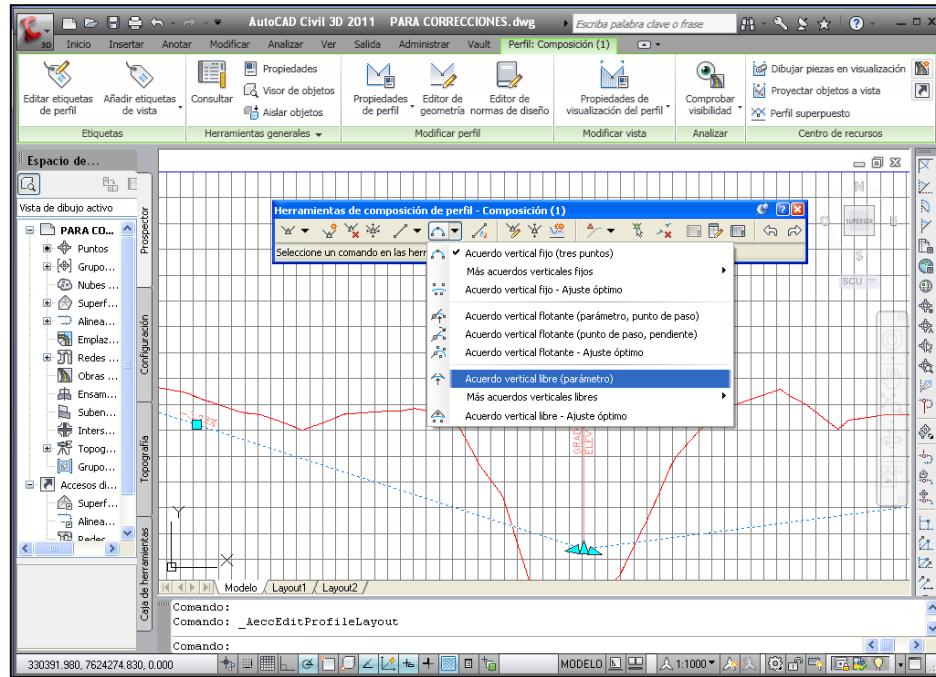 AutoCAD Civil 3D 2011 PARA CORRECCIONES.dwg
Escriba palabra clave o frase
3D
Inicio Insertar Anotar Modificar Analizar Ver Salida Administrar Vault Perfil: Composición (1)
Editar etiquetas de perfil
Añadir etiquetas de vista
Etiquetas
Consultar
Propiedades
Visor de objetos
Aislar objetos
Herramientas generales
Propiedades de perfil
Editor de geometría
Editor de normas de diseño
Modificar perfil
Propiedades de visualización del perfil
Modificar vista
Comprobar visibilidad
Analizar
Dibujar piezas en visualización
Proyectar objetos a vista
Perfil superpuesto
Centro de recursos
Espacio de...
Vista de dibujo activo
PARA CO...
Puntos
Grupo...
Nubes ...
Superf...
Alinea...
Emplaz...
Redes ...
Obras ...
Ensam...
Suben...
Inters...
Topog...
Grupo...
Accesos di...
Superf...
Alinea...
Redes
Prospector
Configuración
Topografía
Caja de herramientas
Herramientas de composición de perfil - Composición (1)
Seleccione un comando en las her
Acuerdo vertical fijo (tres puntos)
Más acuerdos verticales fijos
Acuerdo vertical fijo - Ajuste óptimo
Acuerdo vertical flotante (parámetro, punto de paso)
Acuerdo vertical flotante (punto de paso, pendiente)
Acuerdo vertical flotante - Ajuste óptimo
Acuerdo vertical libre (parámetro)
Más acuerdos verticales libres
Acuerdo vertical libre - Ajuste óptimo
N
SUPERIOR
E
S
SCU
GRAD
ELEV
Y
X
Modelo Layout1 Layout2
Comando:
Comando: _AeccEditProfileLayout
Comando:
330391.980, 7624274.830, 0.000
MODELO
1:1000